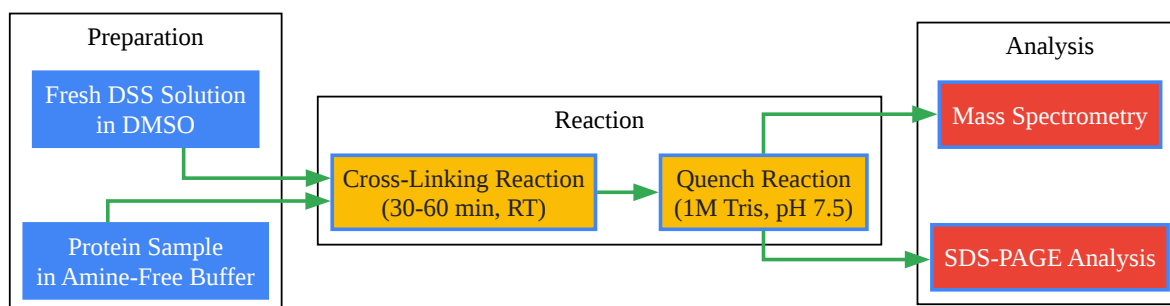 Preparation
Fresh DSS Solution
in DMSO
Protein Sample
in Amine-Free Buffer
Reaction
Cross-Linking Reaction
(30-60 min, RT)
Quench Reaction
(1M Tris, pH 7.5)
Analysis
Mass Spectrometry
SDS-PAGE Analysis